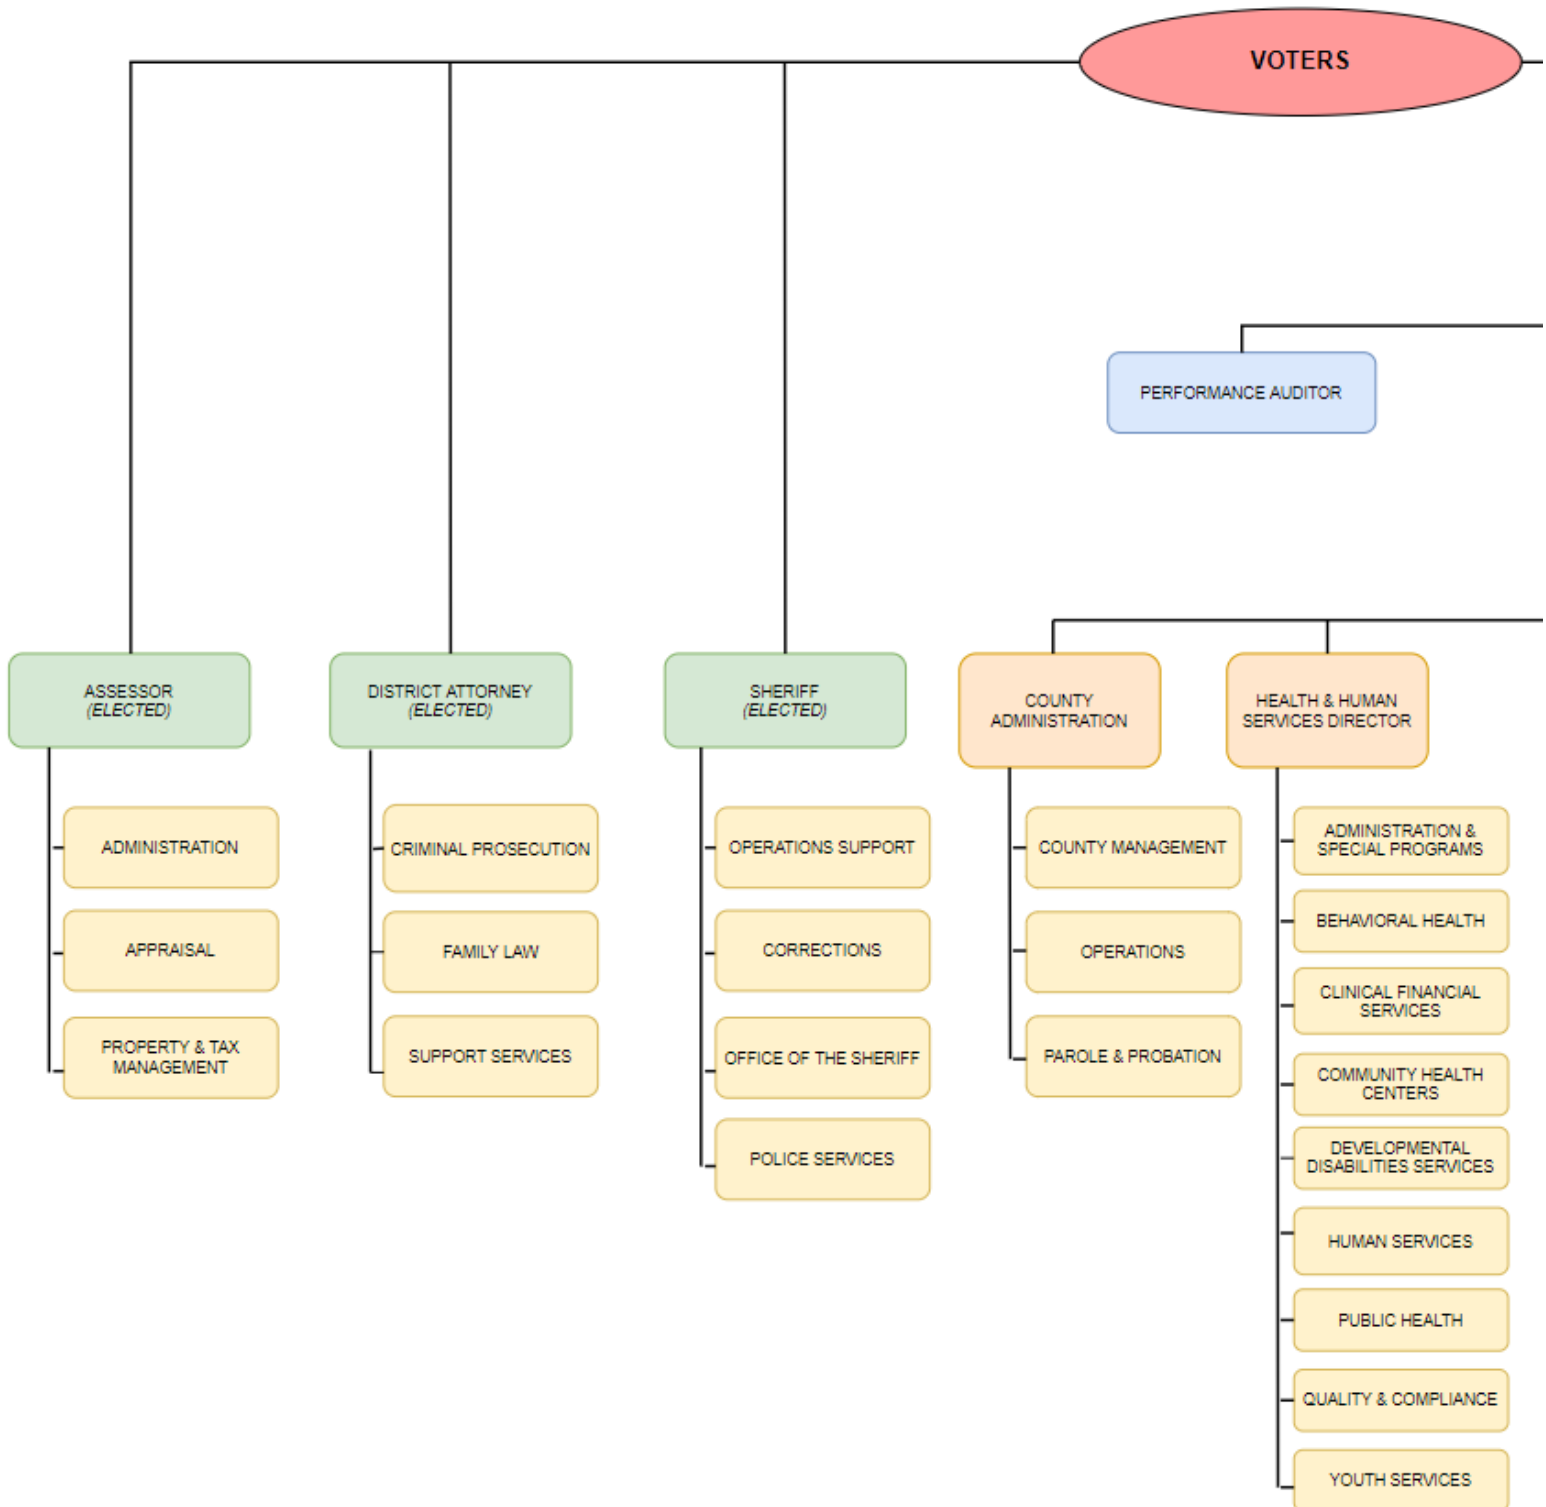 VOTERS
PERFORMANCE AUDITOR
ASSESSOR
(ELECTED)
ADMINISTRATION
APPRAISAL
PROPERTY & TAX
MANAGEMENT
DISTRICT ATTORNEY
(ELECTED)
CRIMINAL PROSECUTION
FAMILY LAW
SUPPORT SERVICES
SHERIFF
(ELECTED)
OPERATIONS SUPPORT
CORRECTIONS
OFFICE OF THE SHERIFF
POLICE SERVICES
COUNTY
ADMINISTRATION
COUNTY MANAGEMENT
OPERATIONS
PAROLE & PROBATION
HEALTH & HUMAN
SERVICES DIRECTOR
ADMINISTRATION &
SPECIAL PROGRAMS
BEHAVIORAL HEALTH
CLINICAL FINANCIAL
SERVICES
COMMUNITY HEALTH
CENTERS
DEVELOPMENTAL
DISABILITIES SERVICES
HUMAN SERVICES
PUBLIC HEALTH
QUALITY & COMPLIANCE
YOUTH SERVICES